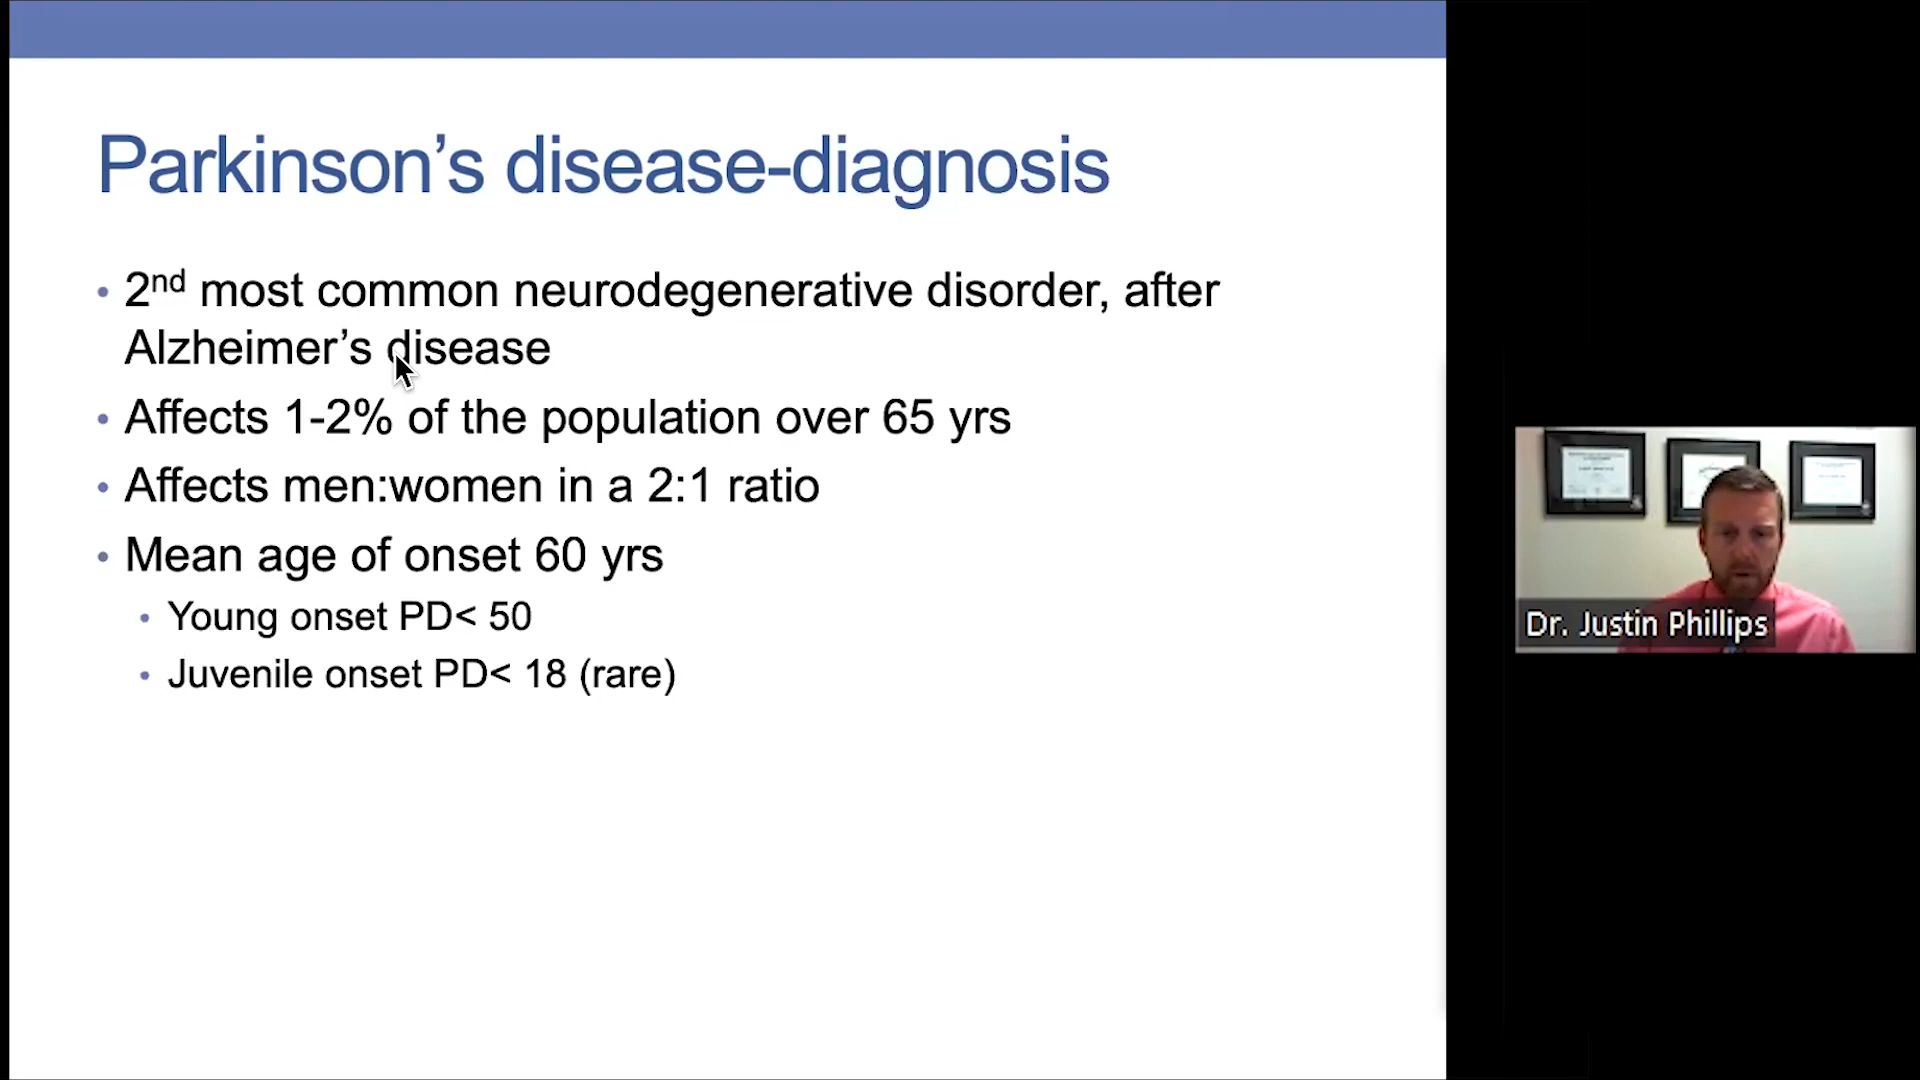 Parkinson’s disease-diagnosis
• 2nd most common neurodegenerative disorder, after
Alzheimer’s disease
• Affects 1-2% of the population over 65 yrs
• Affects men:women in a 2:1 ratio
• Mean age of onset 60 yrs
• Young onset PD< 50
• Juvenile onset PD< 18 (rare)
Dr. Justin Phillips